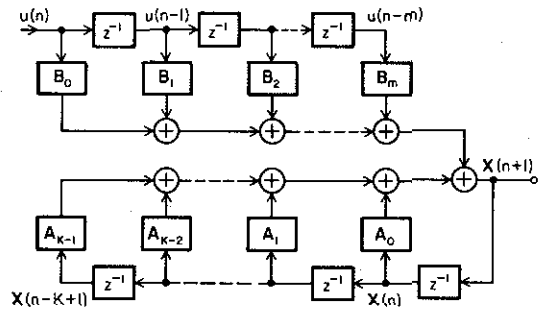 u(n) z⁻¹ u(n-1) z⁻¹ z⁻¹ u(n-m)
B₀ B₁ B₂ Bₘ
+ + +
X(n+1)
+ + + +
A_{K-1} A_{K-2} A₁ A₀
z⁻¹ z⁻¹ z⁻¹
X(n-K+1) X(n)